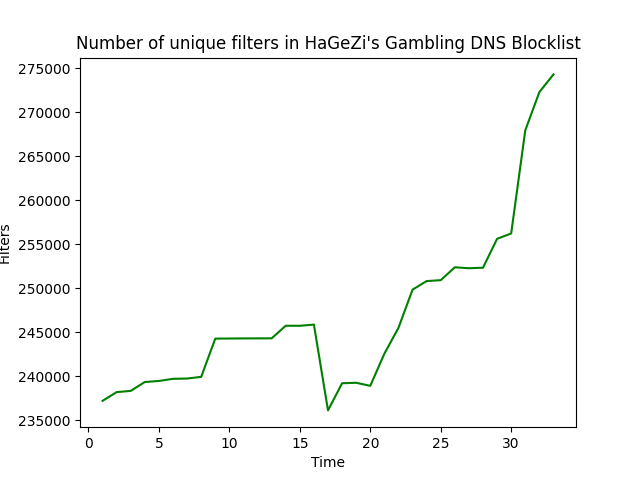 Number of unique filters in HaGeZi's Gambling DNS Blocklist
275000
270000
265000
260000
255000
250000
245000
240000
235000
Filters
0 5 10 15 20 25 30
Time